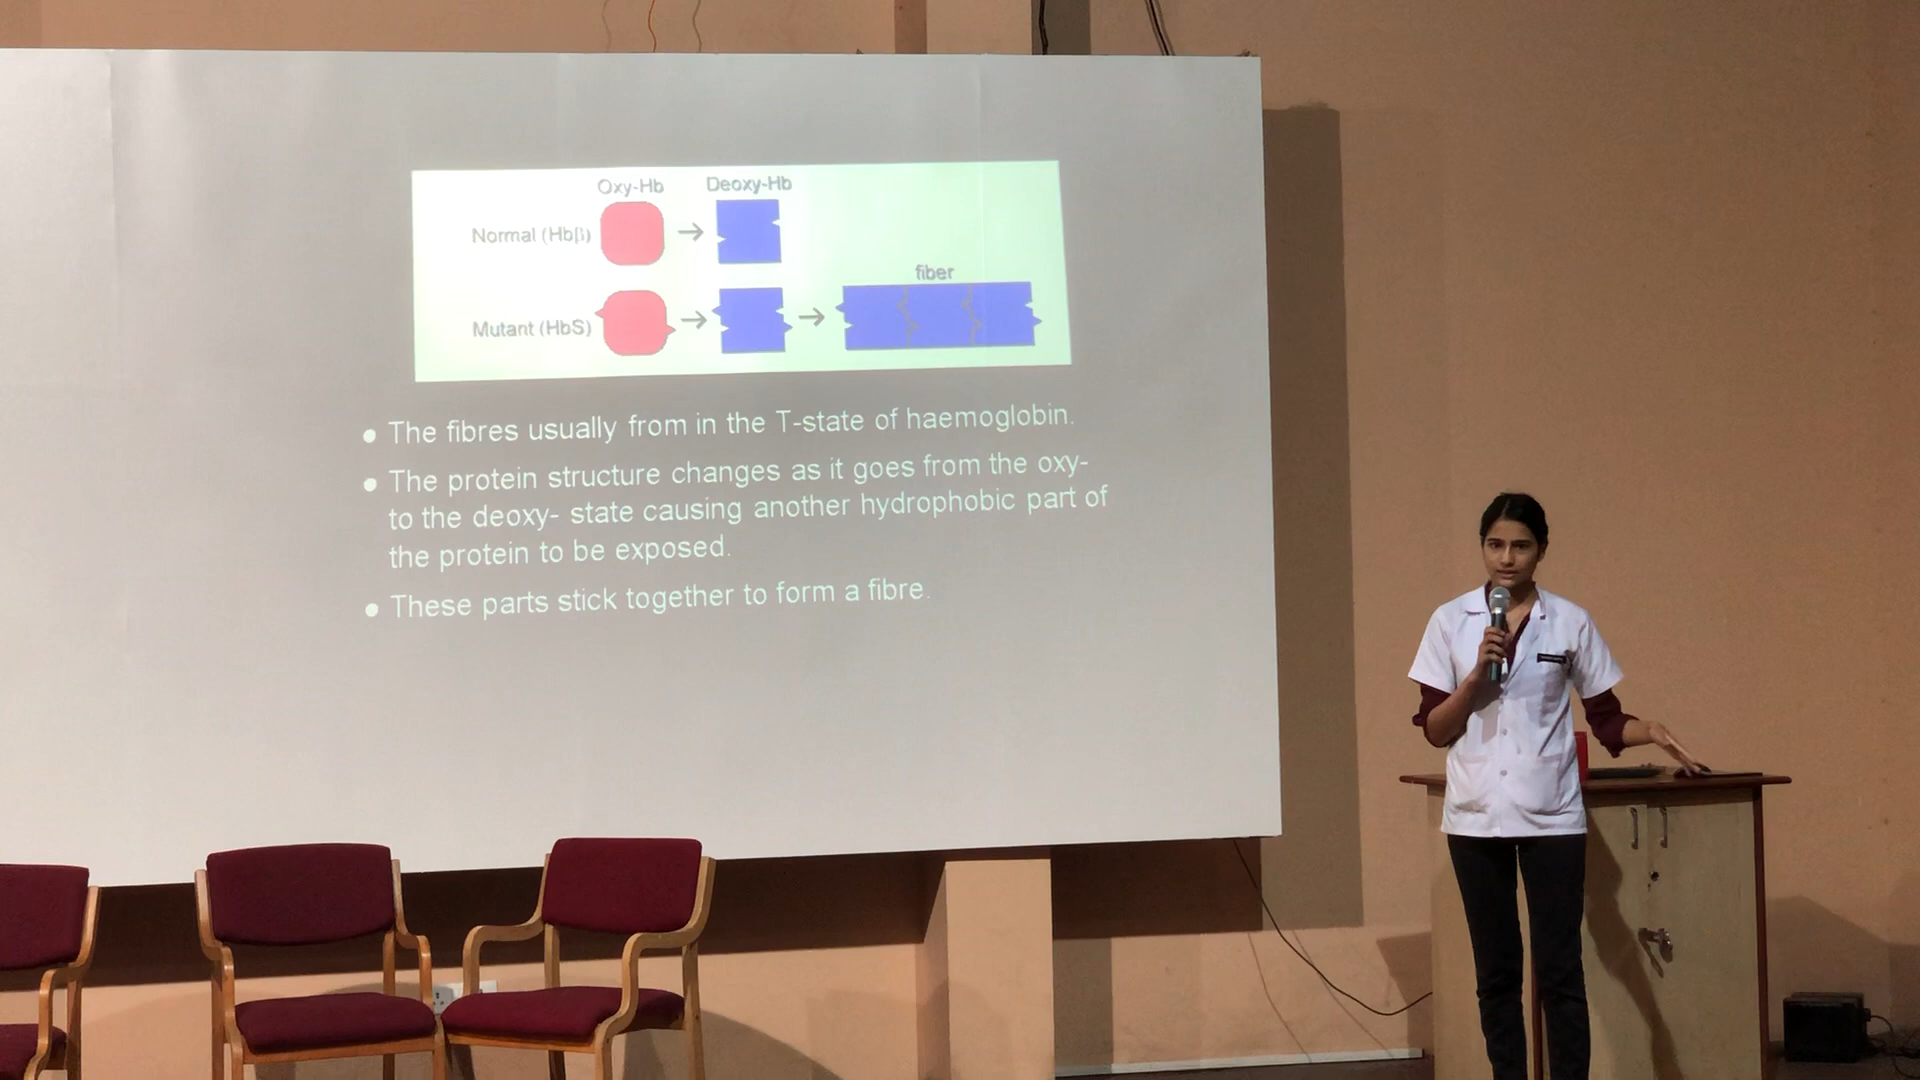 Oxy-Hb Deoxy-Hb
Normal (Hbβ)
fiber
Mutant (HbS)
● The fibres usually from in the T-state of haemoglobin.
● The protein structure changes as it goes from the oxy-
to the deoxy- state causing another hydrophobic part of
the protein to be exposed.
● These parts stick together to form a fibre.